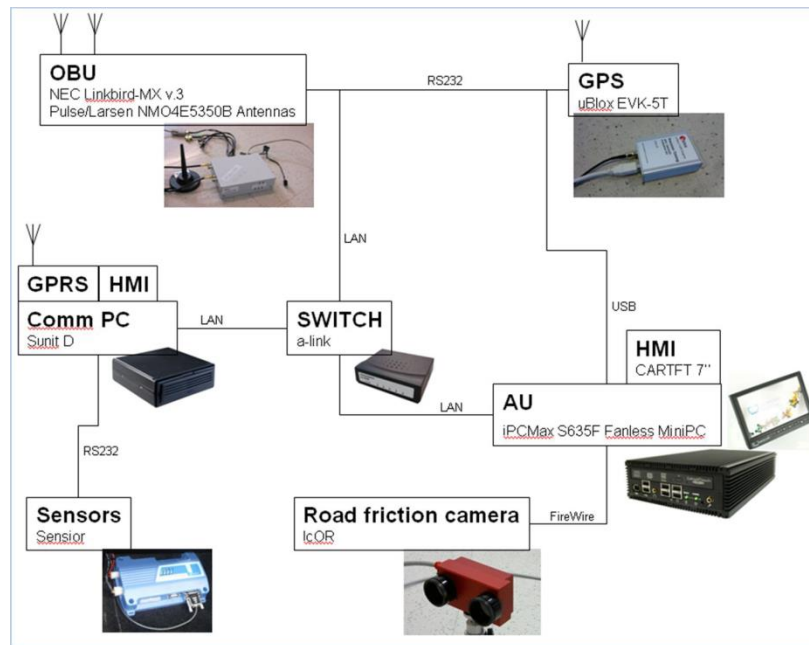 OBU
NEC Linkbird-MX v.3
Pulse/Larsen NMO4E5350B Antennas
RS232
GPS
uBlox EVK-5T
LAN
GPRS
HMI
Comm PC
Sunit D
LAN
SWITCH
a-link
USB
HMI
CARTFT 7"
LAN
AU
iPCMax S635F Fanless MiniPC
RS232
Sensors
Sensior
Road friction camera
IcOR
FireWire